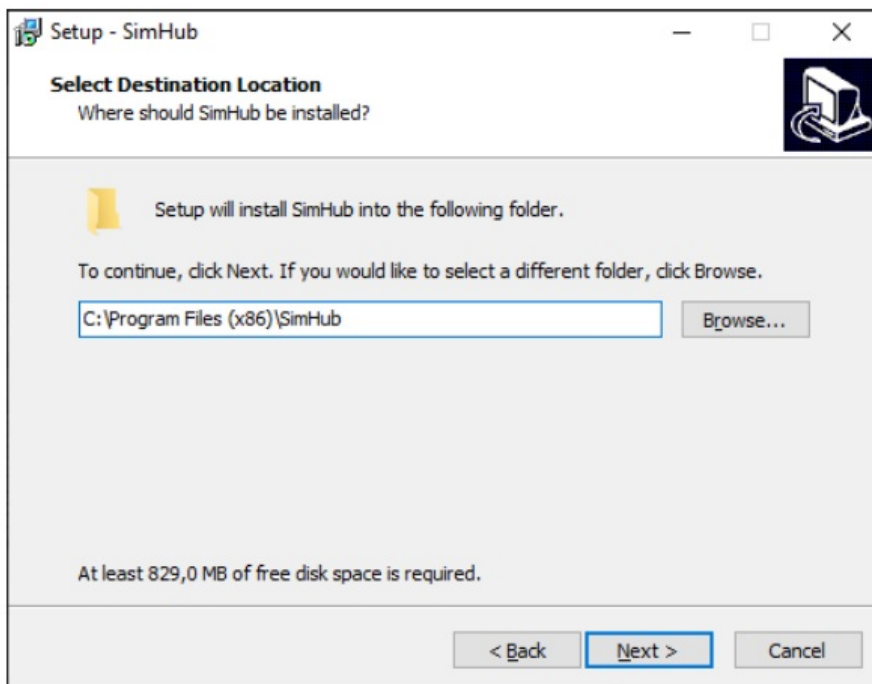 Setup - SimHub
Select Destination Location
Where should SimHub be installed?
Setup will install SimHub into the following folder.
To continue, click Next. If you would like to select a different folder, click Browse.
C:\Program Files (x86)\SimHub
Browse...
At least 829,0 MB of free disk space is required.
< Back
Next >
Cancel